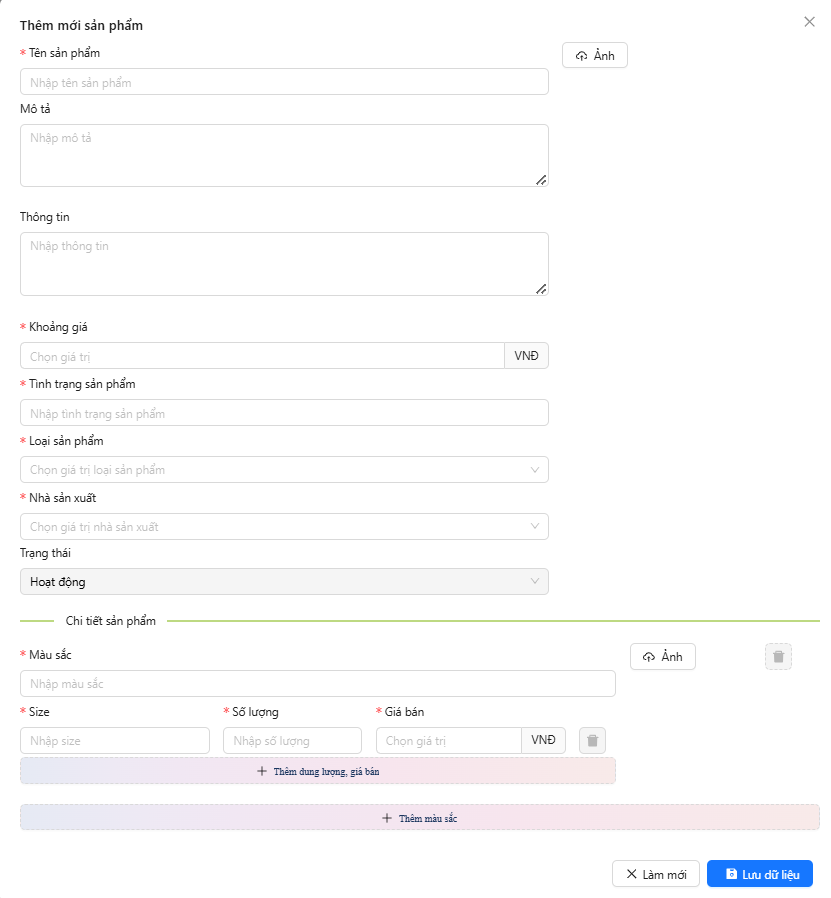 Thêm mới sản phẩm
* Tên sản phẩm
Ảnh
Nhập tên sản phẩm
Mô tả
Nhập mô tả
Thông tin
Nhập thông tin
* Khoảng giá
Chọn giá trị VNĐ
* Tình trạng sản phẩm
Nhập tình trạng sản phẩm
* Loại sản phẩm
Chọn giá trị loại sản phẩm
* Nhà sản xuất
Chọn giá trị nhà sản xuất
Trạng thái
Hoạt động
Chi tiết sản phẩm
* Màu sắc
Ảnh
Nhập màu sắc
* Size * Số lượng * Giá bán
Nhập size Nhập số lượng Chọn giá trị VNĐ
+ Thêm dung lượng, giá bán
+ Thêm màu sắc
Làm mới Lưu dữ liệu